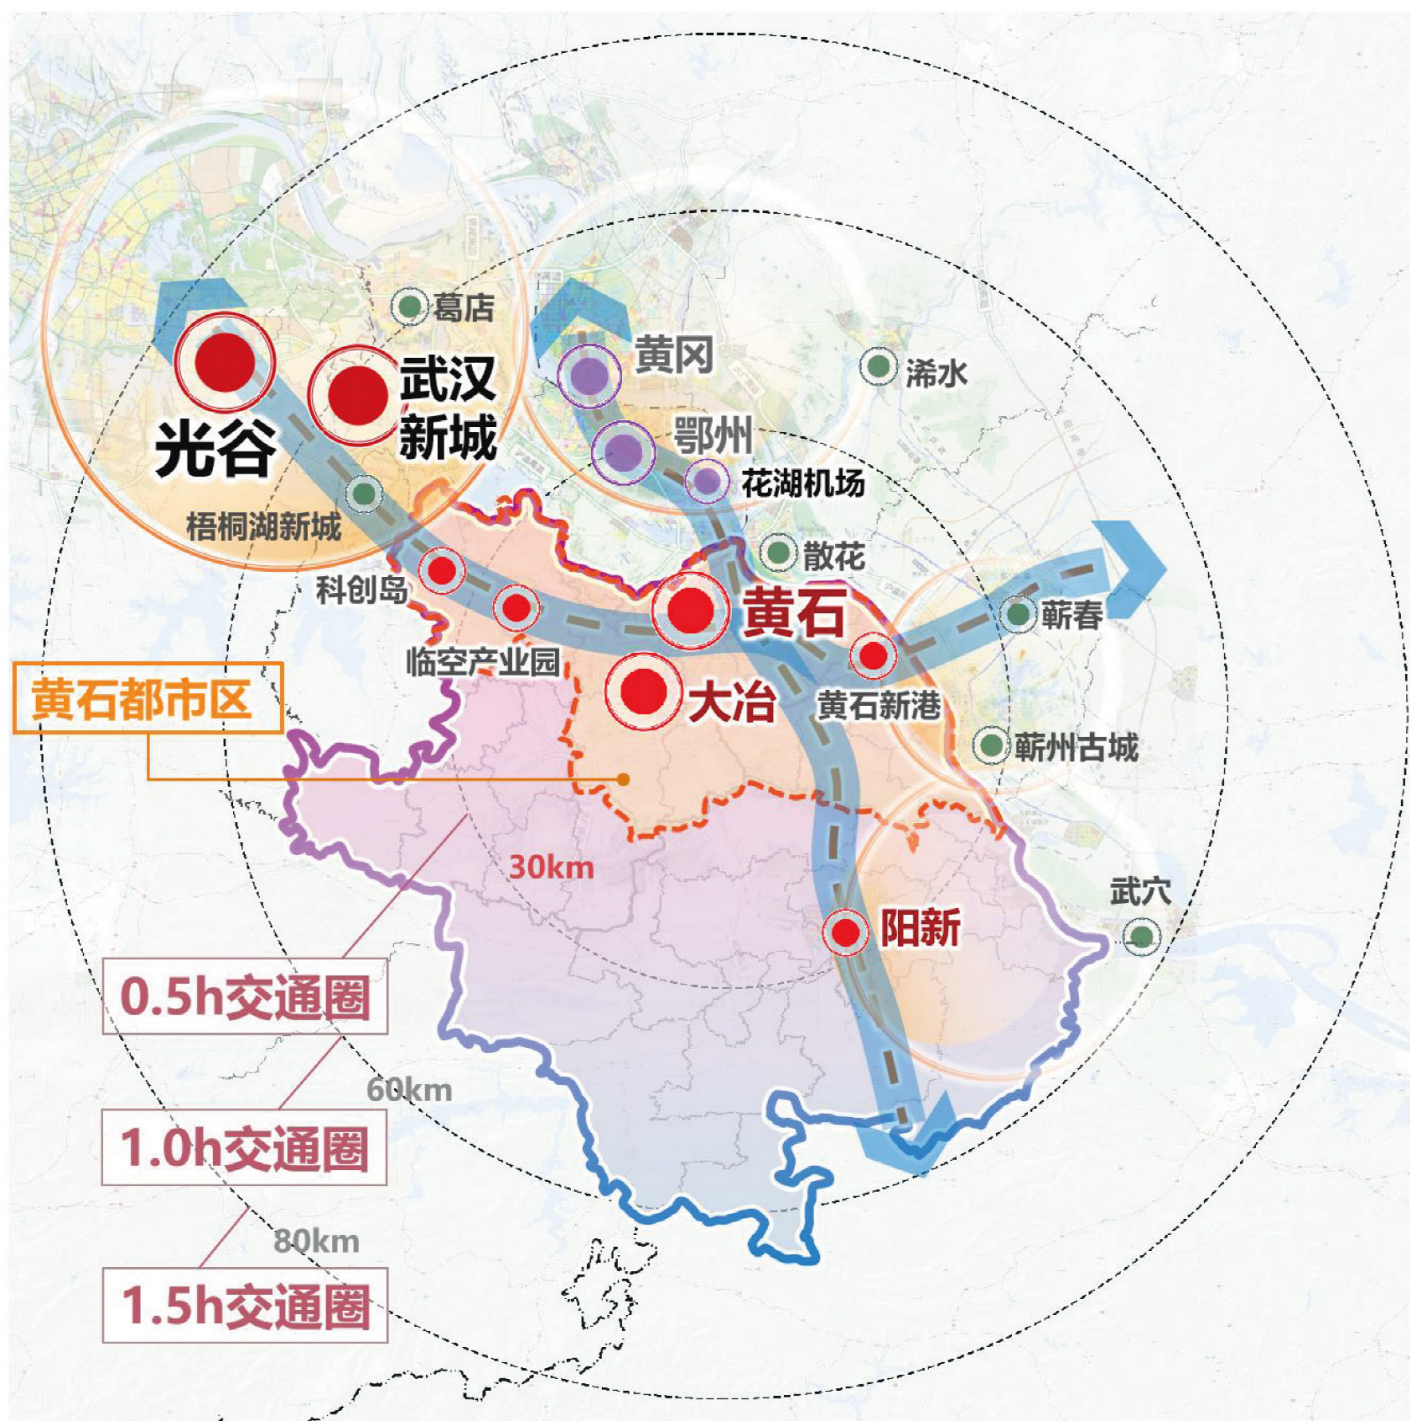 葛店
黄冈
浠水
武汉
新城
光谷
鄂州
花湖机场
梧桐湖新城
散花
科创岛
黄石
蕲春
临空产业园
大冶
黄石新港
黄石都市区
蕲州古城
30km
武穴
阳新
0.5h交通圈
60km
1.0h交通圈
80km
1.5h交通圈